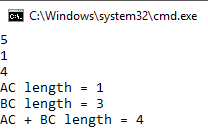 C:\Windows\system32\cmd.exe
5
1
4
AC length = 1
BC length = 3
AC + BC length = 4